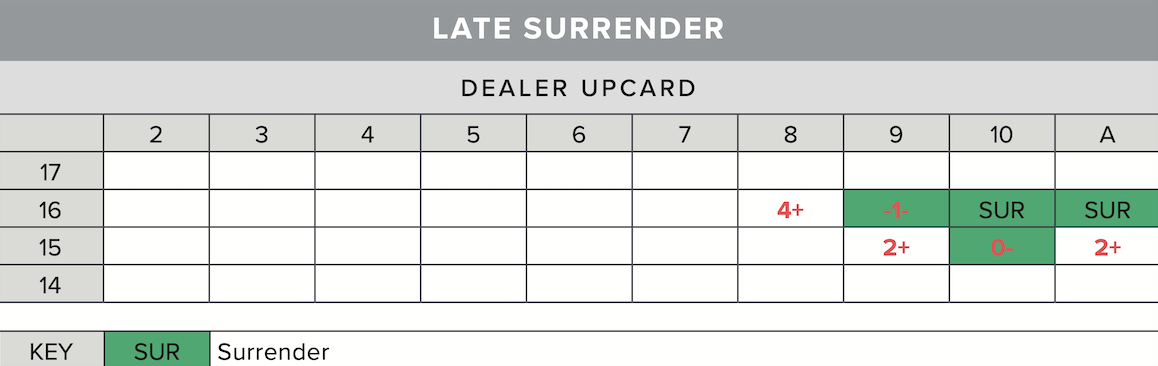 LATE SURRENDER
DEALER UPCARD
2 3 4 5 6 7 8 9 10 A
17
16 4+ -1- SUR SUR
15 2+ 0- 2+
14
KEY SUR Surrender